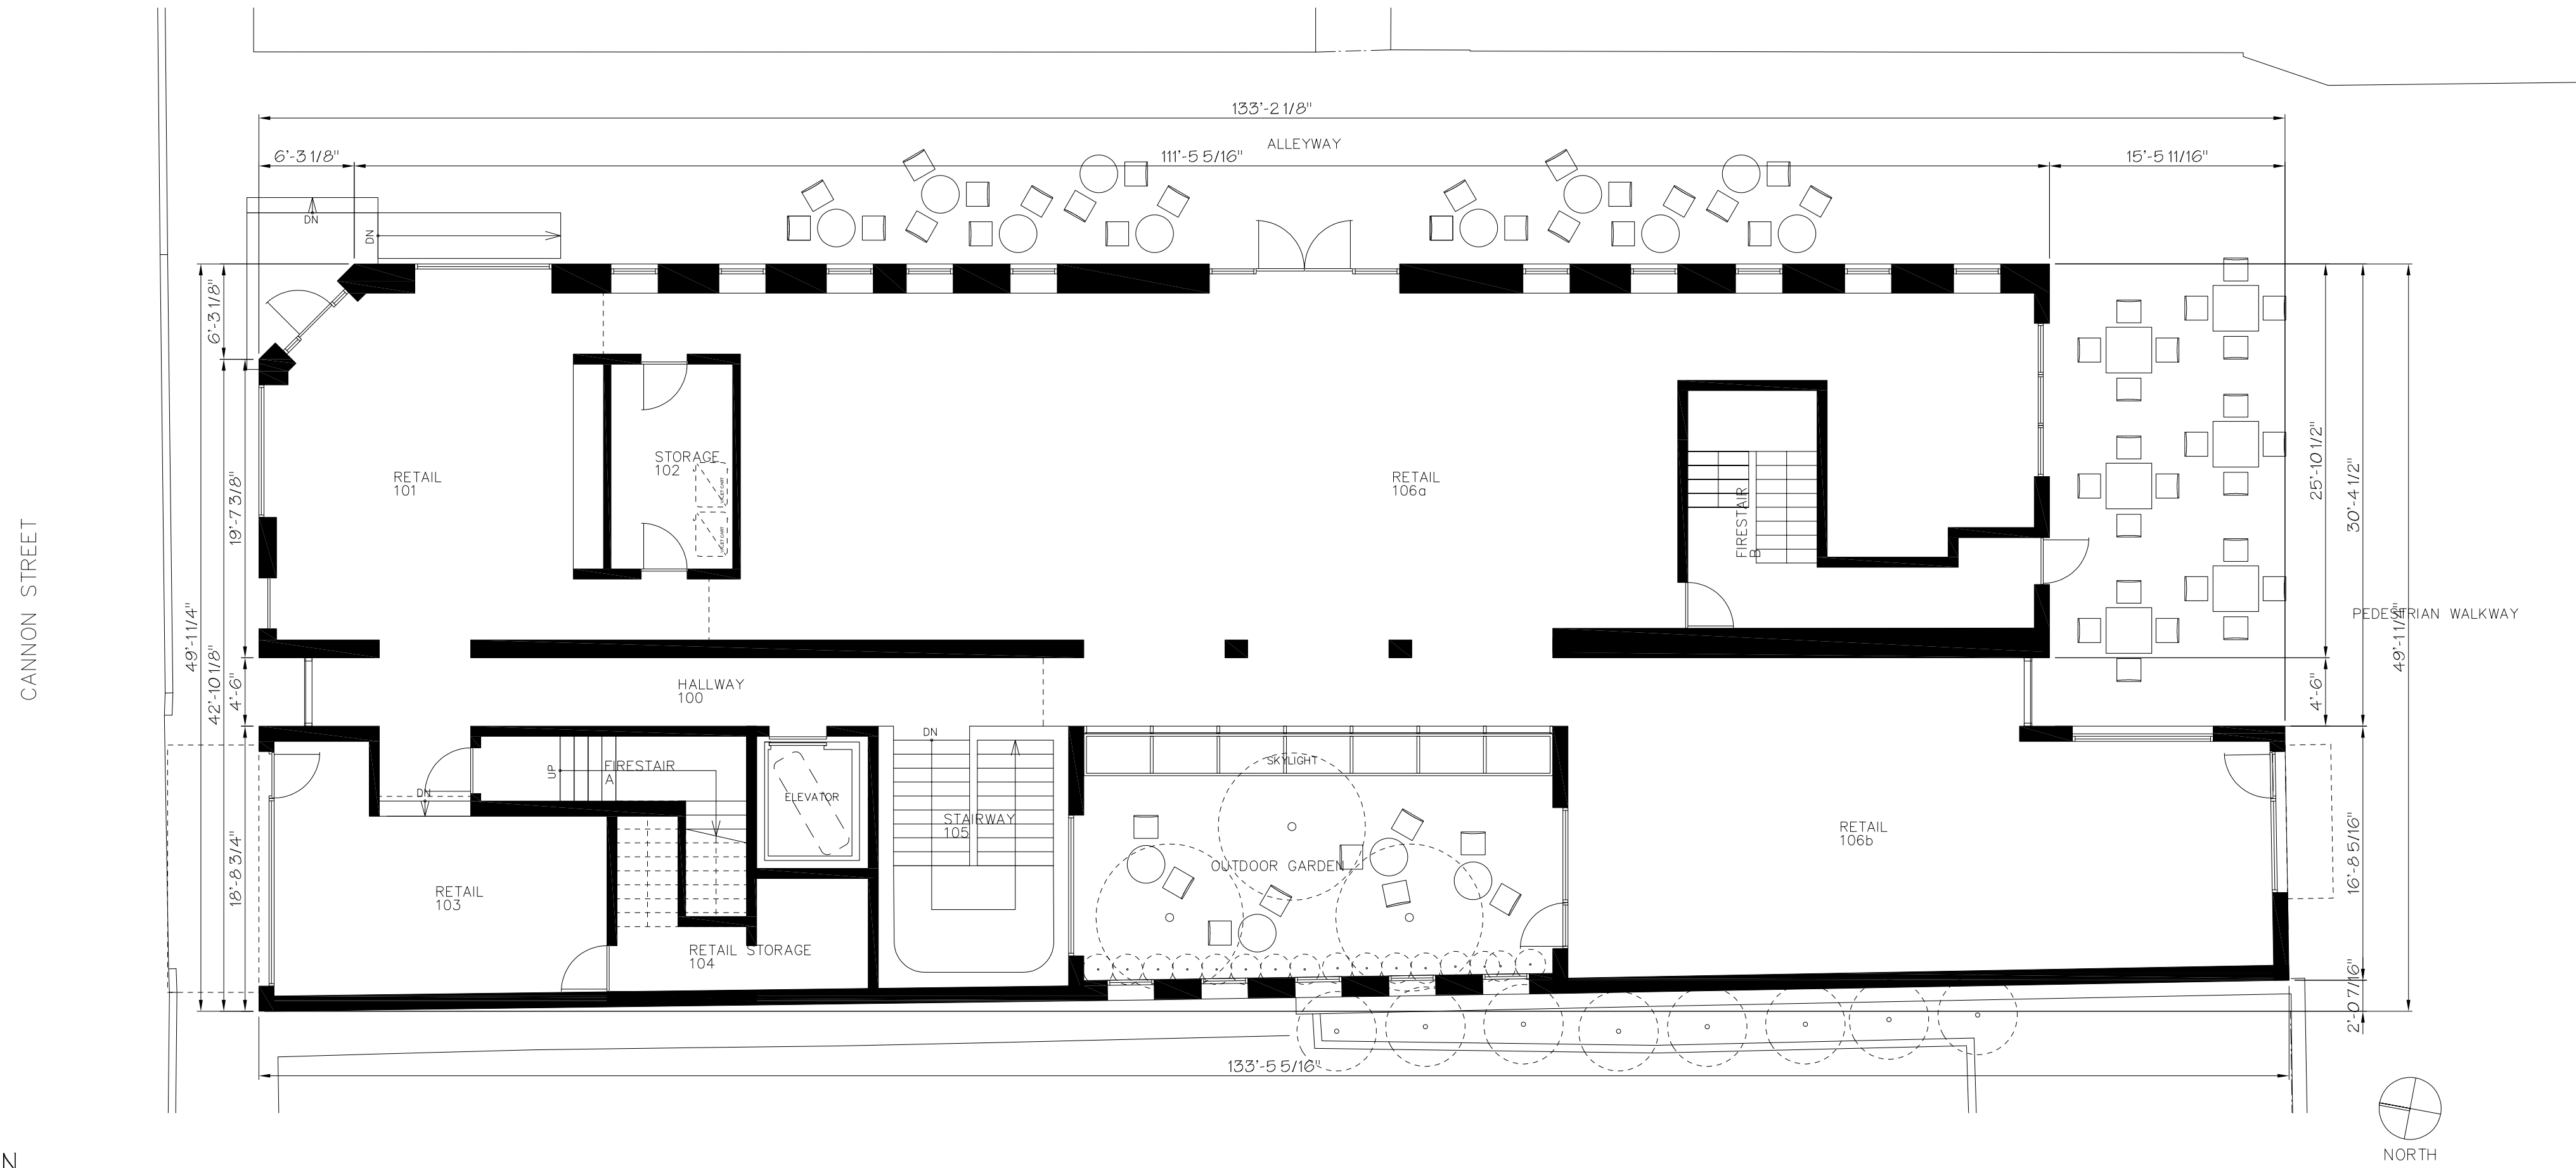 133'-2 1/8"
ALLEYWAY
6'-3 1/8"
111'-5 5/16"
15'-5 11/16"
DN
DN
6'-3 1/8"
19'-7 3/8"
4'-6"
18'-8 3/4"
42'-10 1/8"
49'-1 1/4"
CANNON STREET
RETAIL
101
STORAGE
102
RETAIL
106a
FIRESTAIR
B
25'-10 1/2"
30'-4 1/2"
49'-1 1/4"
PEDESTRIAN WALKWAY
4'-6"
HALLWAY
100
DN
UP
FIRESTAIR
A
DN
ELEVATOR
STAIRWAY
105
SKYLIGHT
OUTDOOR GARDEN
RETAIL
106b
16'-8 5/16"
RETAIL
103
RETAIL STORAGE
104
2'-0 7/16"
133'-5 5/16"
NORTH
N